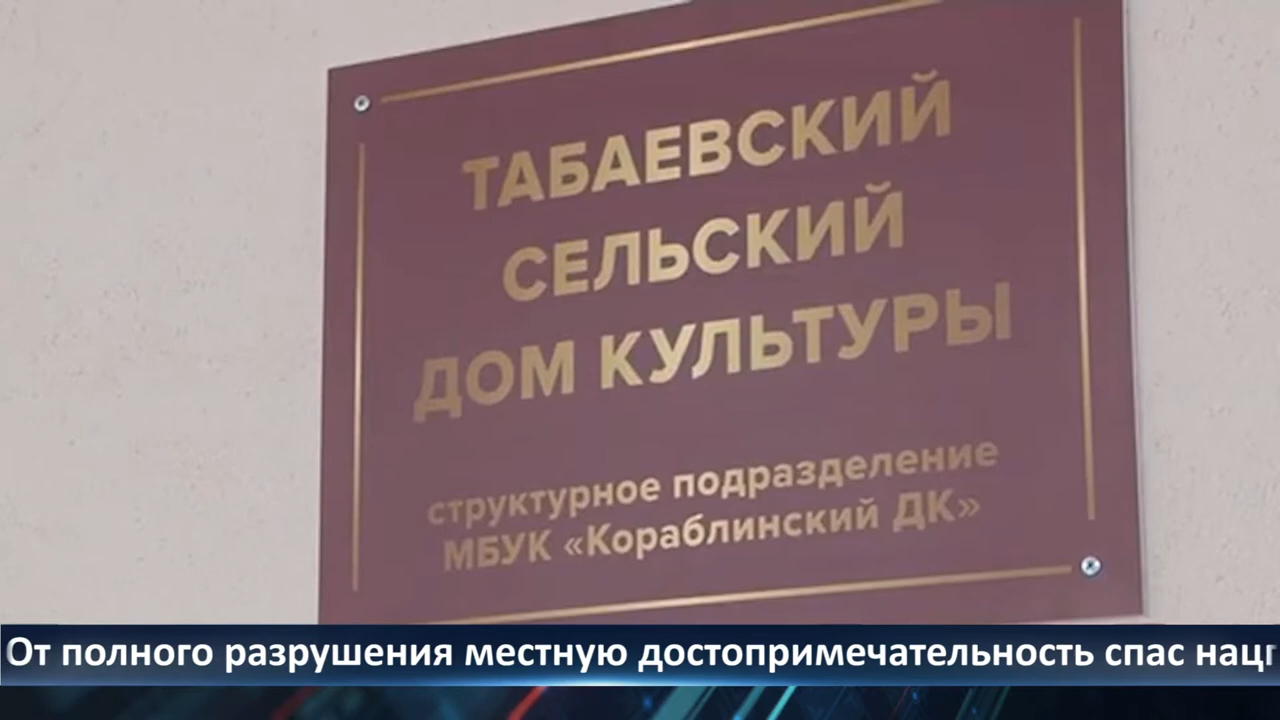 ТАБАЕВСКИЙ
СЕЛЬСКИЙ
ДОМ КУЛЬТУРЫ
структурное подразделение
МБУК «Кораблинский ДК»
От полного разрушения местную достопримечательность спас